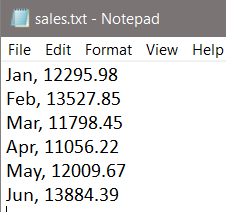 sales.txt - Notepad
File Edit Format View Help
Jan, 12295.98
Feb, 13527.85
Mar, 11798.45
Apr, 11056.22
May, 12009.67
Jun, 13884.39